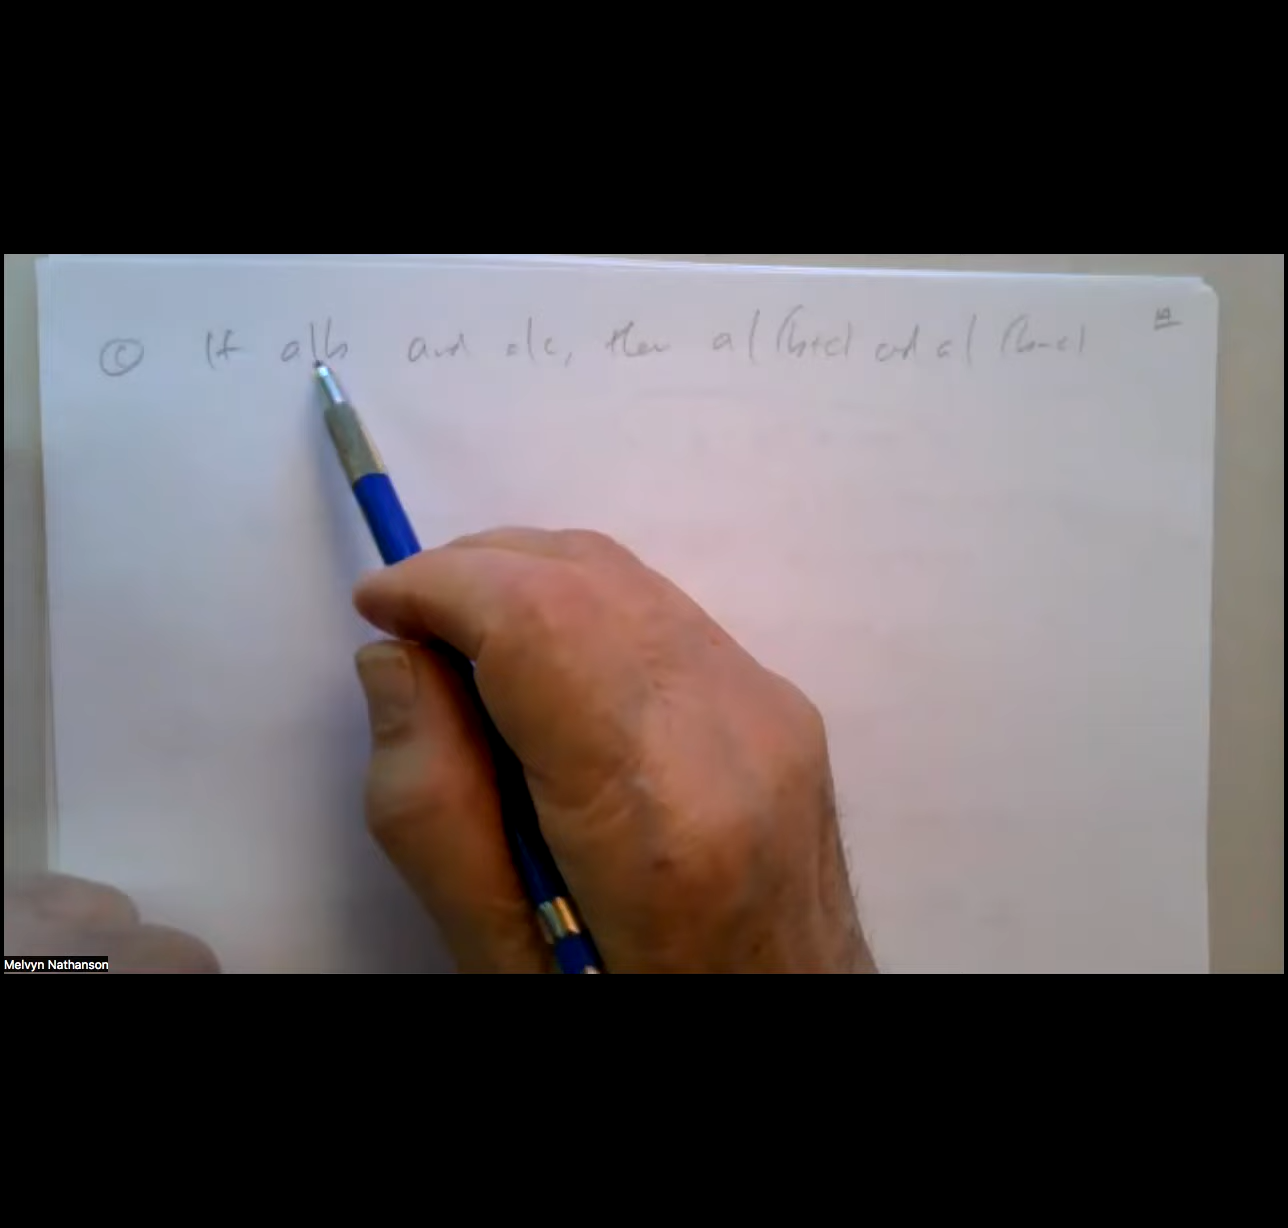 © If a|b and a|c, then a|(b+c) and a|(b-c)
Melvyn Nathanson